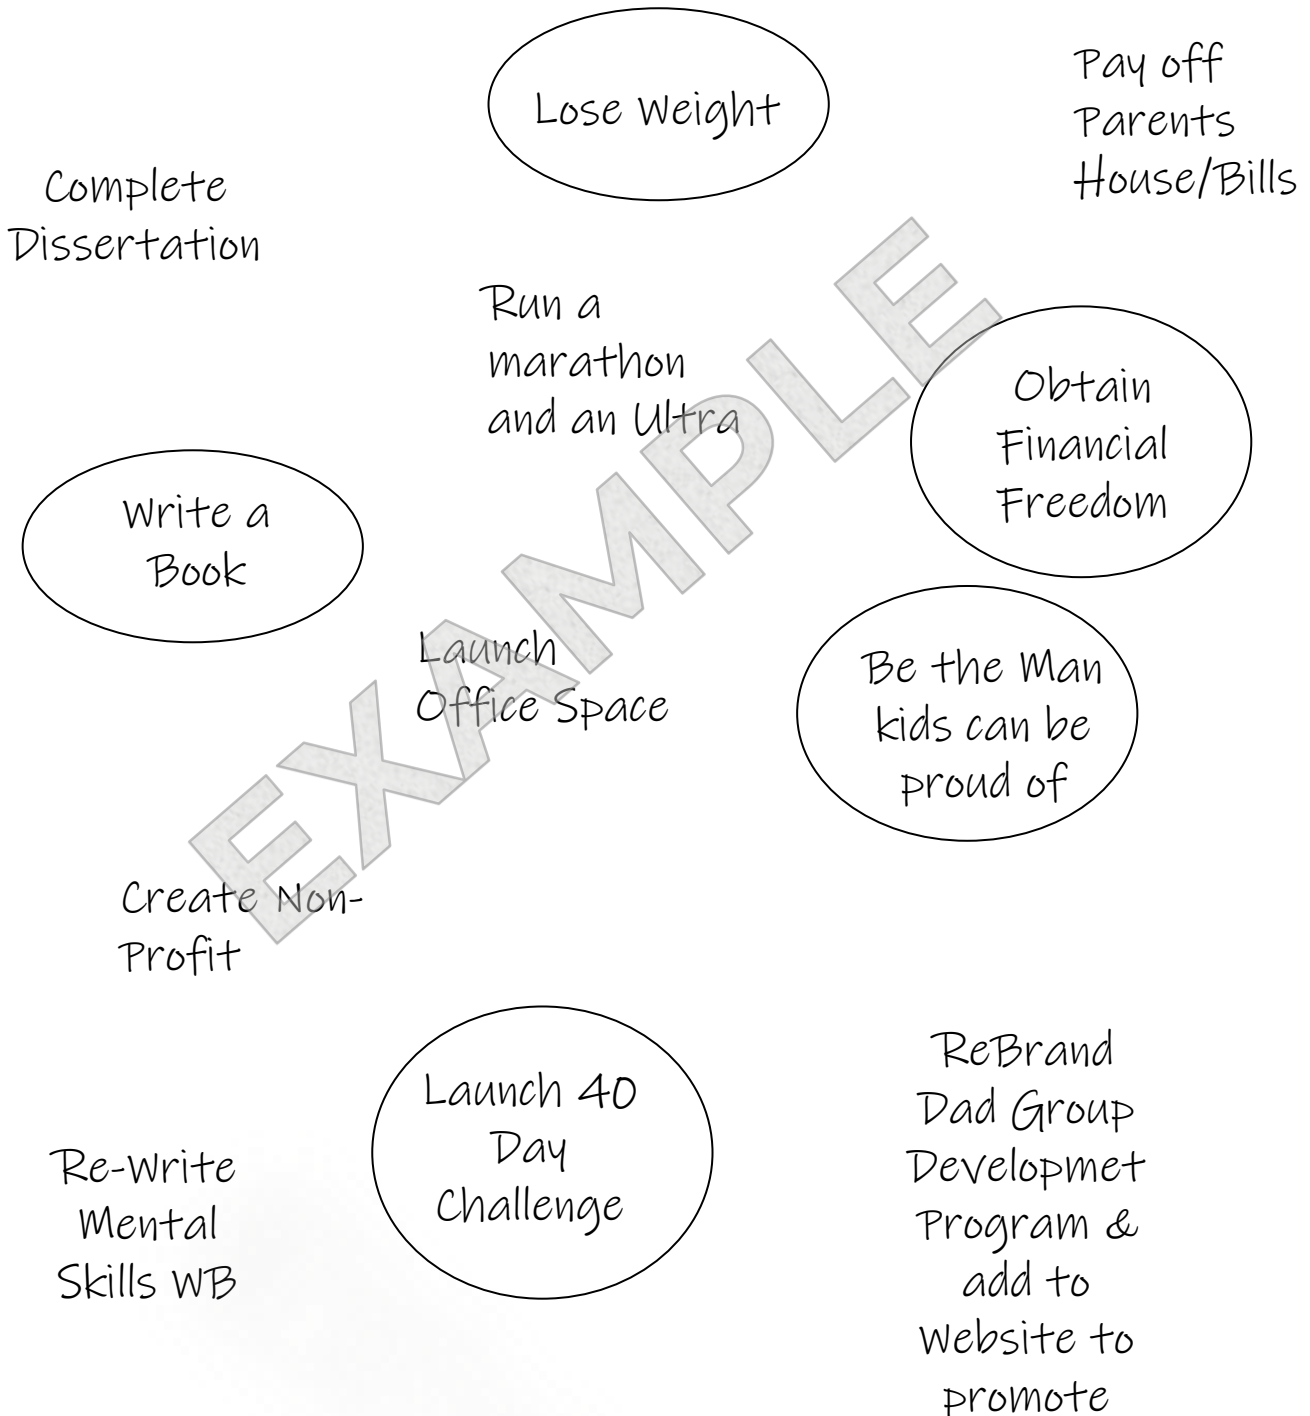 Lose Weight
Pay off
Parents
House/Bills
Complete
Dissertation
Run a
marathon
and an Ultra
Obtain
Financial
Freedom
Write a
Book
Launch
Office Space
Be the Man
kids can be
proud of
EXAMPLE
Create Non-
Profit
Launch 40
Day
Challenge
ReBrand
Dad Group
Developmet
Program &
add to
Website to
promote
Re-Write
Mental
Skills WB